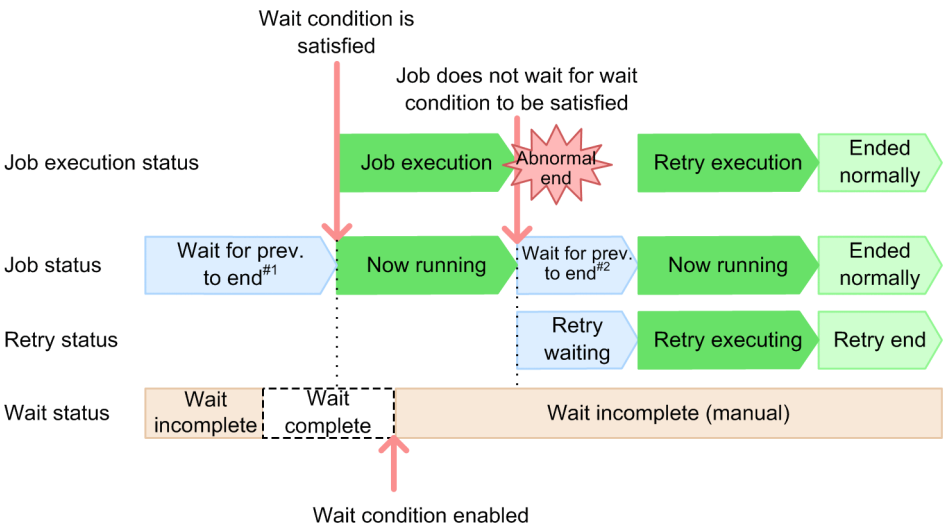 Wait condition is
satisfied
Job does not wait for wait
condition to be satisfied
Job execution status
Job execution
Abnormal
end
Retry execution
Ended
normally
Job status
Wait for prev.
to end#1
Now running
Wait for prev.
to end#2
Now running
Ended
normally
Retry status
Retry
waiting
Retry executing
Retry end
Wait status
Wait
incomplete
Wait
complete
Wait incomplete (manual)
Wait condition enabled